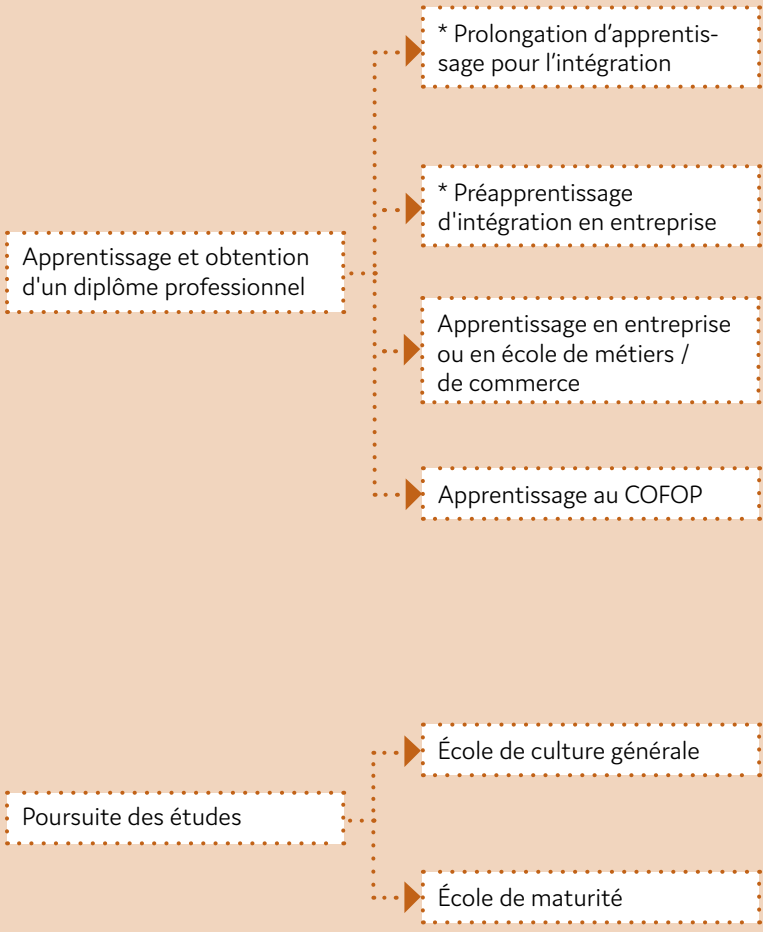 * Prolongation d’apprentis-
sage pour l’intégration
* Préapprentissage
d'intégration en entreprise
Apprentissage et obtention
d'un diplôme professionnel
Apprentissage en entreprise
ou en école de métiers /
de commerce
Apprentissage au COFOP
École de culture générale
Poursuite des études
École de maturité